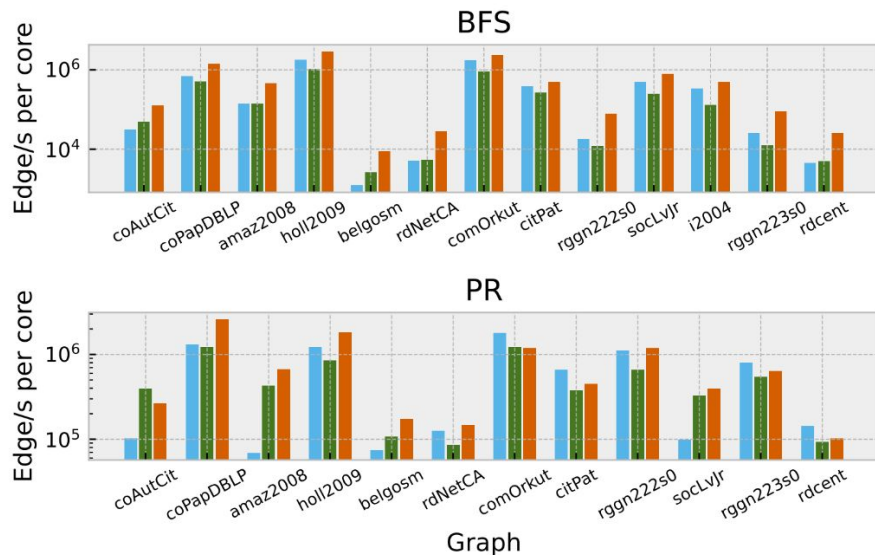 BFS
Edge/s per core
10^6
10^4
coAutCit
coPapDBLP
amaz2008
holl2009
belgosm
rdNetCA
comOrkut
citPat
rggn222s0
socLvJr
i2004
rggn223s0
rdcent
PR
Edge/s per core
10^6
10^5
coAutCit
coPapDBLP
amaz2008
holl2009
belgosm
rdNetCA
comOrkut
citPat
rggn222s0
socLvJr
rggn223s0
rdcent
Graph